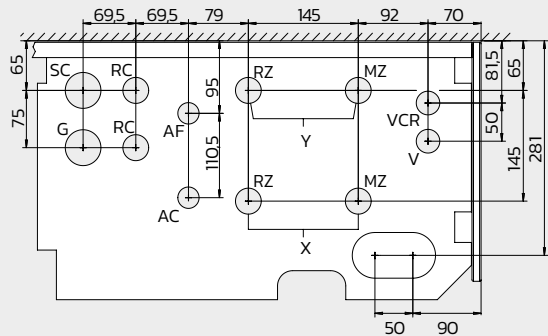 69,5 69,5 79 145 92 70
65 SC RC 95 RZ MZ 81,5 65
75 G RC AF Y VCR 50 281
V
110,5 RZ MZ 145
AC
X
50 90